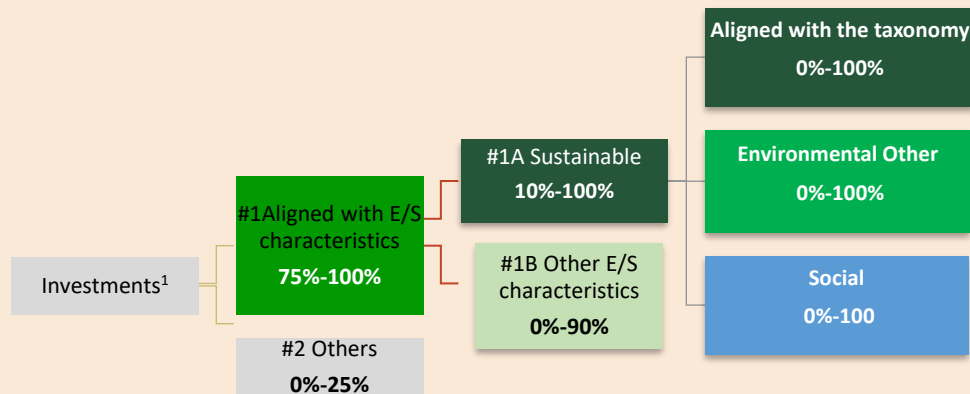 Investments¹
#1Aligned with E/S
characteristics
75%-100%
#2 Others
0%-25%
#1A Sustainable
10%-100%
#1B Other E/S
characteristics
0%-90%
Aligned with the taxonomy
0%-100%
Environmental Other
0%-100%
Social
0%-100